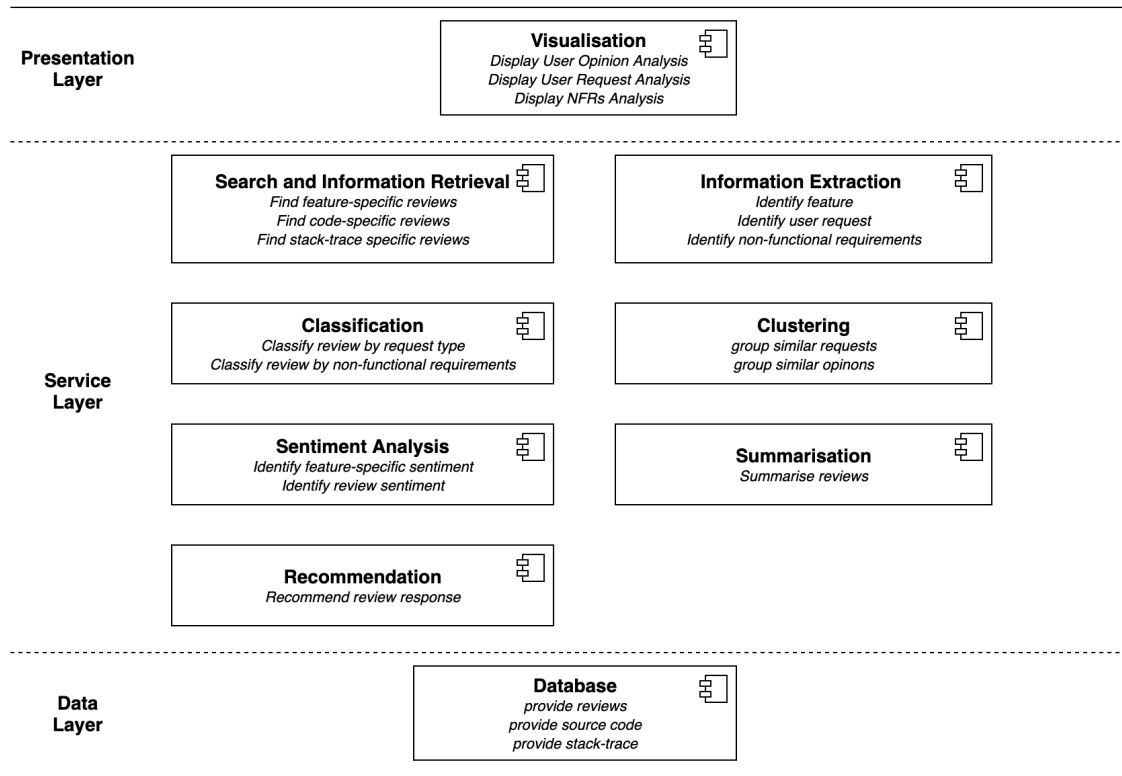 Presentation
Layer
Visualisation
Display User Opinion Analysis
Display User Request Analysis
Display NFRs Analysis
Service
Layer
Search and Information Retrieval
Find feature-specific reviews
Find code-specific reviews
Find stack-trace specific reviews
Information Extraction
Identify feature
Identify user request
Identify non-functional requirements
Classification
Classify review by request type
Classify review by non-functional requirements
Clustering
group similar requests
group similar opinons
Sentiment Analysis
Identify feature-specific sentiment
Identify review sentiment
Summarisation
Summarise reviews
Recommendation
Recommend review response
Data
Layer
Database
provide reviews
provide source code
provide stack-trace